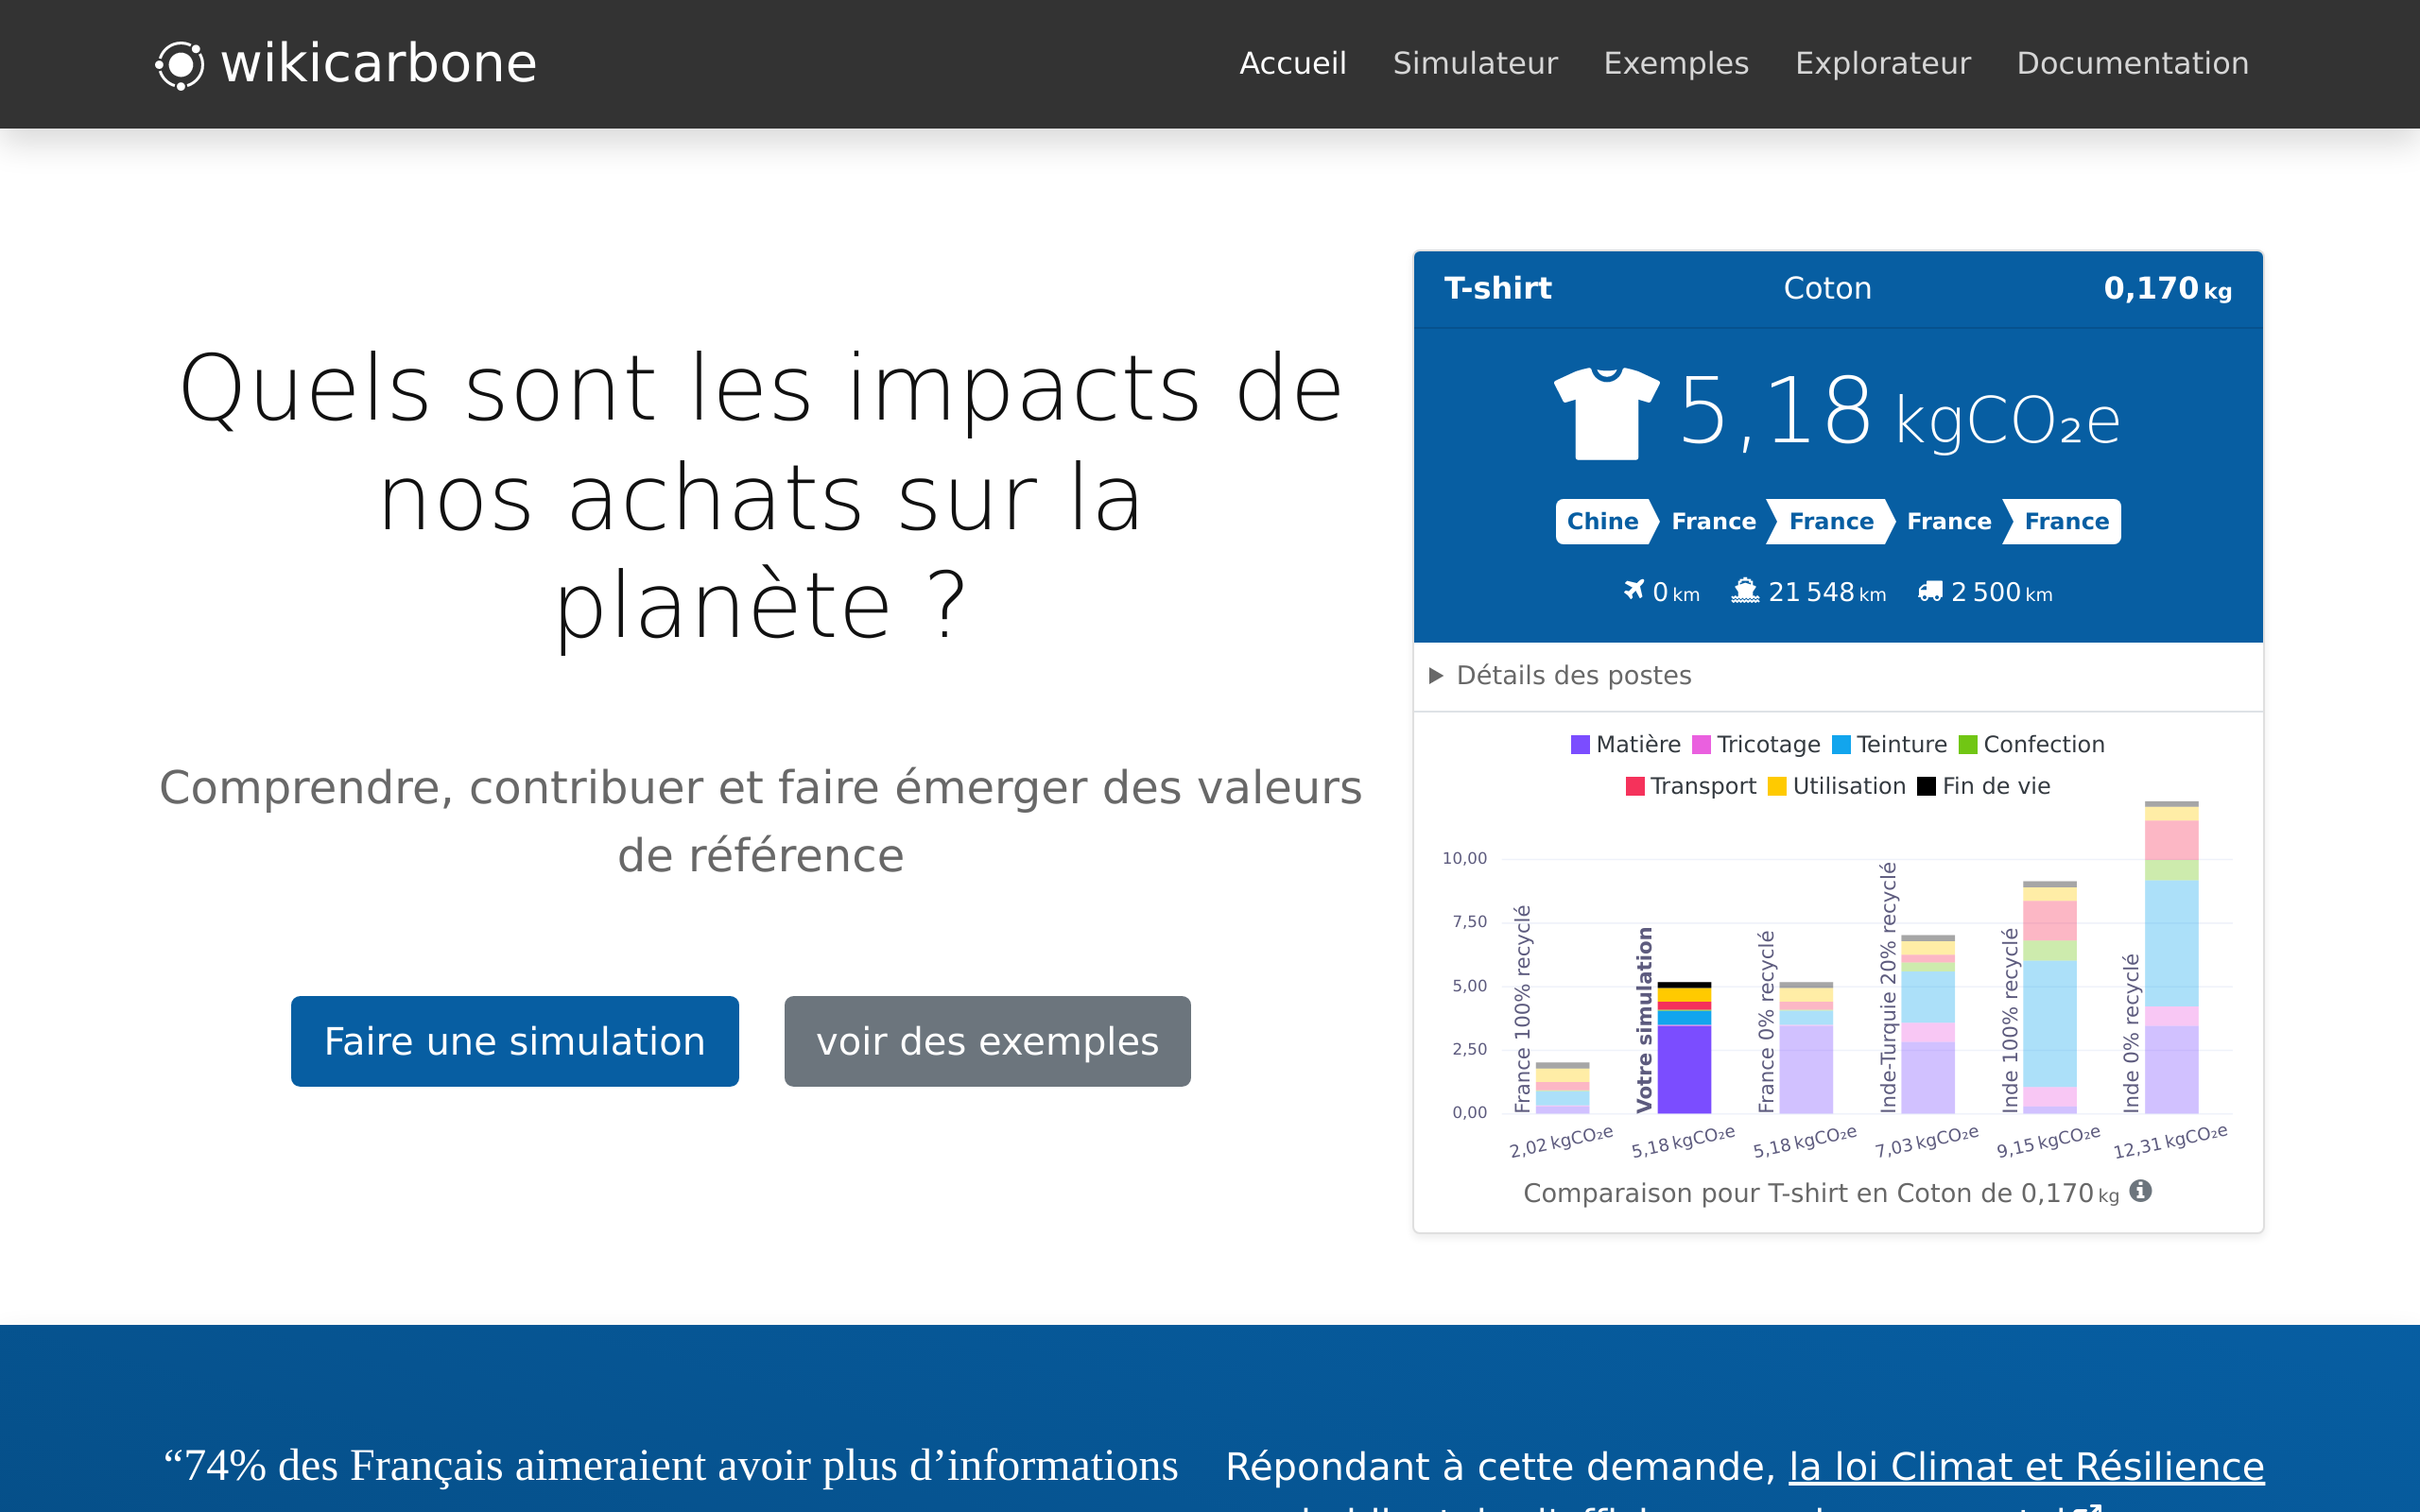 wikicarbone
Accueil Simulateur Exemples Explorateur Documentation
Quels sont les impacts de
nos achats sur la
planète ?
Comprendre, contribuer et faire émerger des valeurs
de référence
Faire une simulation
voir des exemples
T-shirt Coton 0,170 kg
5,18 kgCO₂e
Chine France France France France
0 km 21 548 km 2 500 km
Détails des postes
Matière Tricotage Teinture Confection
Transport Utilisation Fin de vie
10,00
7,50
5,00
2,50
0,00
France 100% recyclé
Votre simulation
France 0% recyclé
Inde-Turquie 20% recyclé
Inde 100% recyclé
Inde 0% recyclé
2,02 kgCO₂e 5,18 kgCO₂e 5,18 kgCO₂e 7,03 kgCO₂e 9,15 kgCO₂e 12,31 kgCO₂e
Comparaison pour T-shirt en Coton de 0,170 kg
“74% des Français aimeraient avoir plus d’informations
Répondant à cette demande, la loi Climat et Résilience